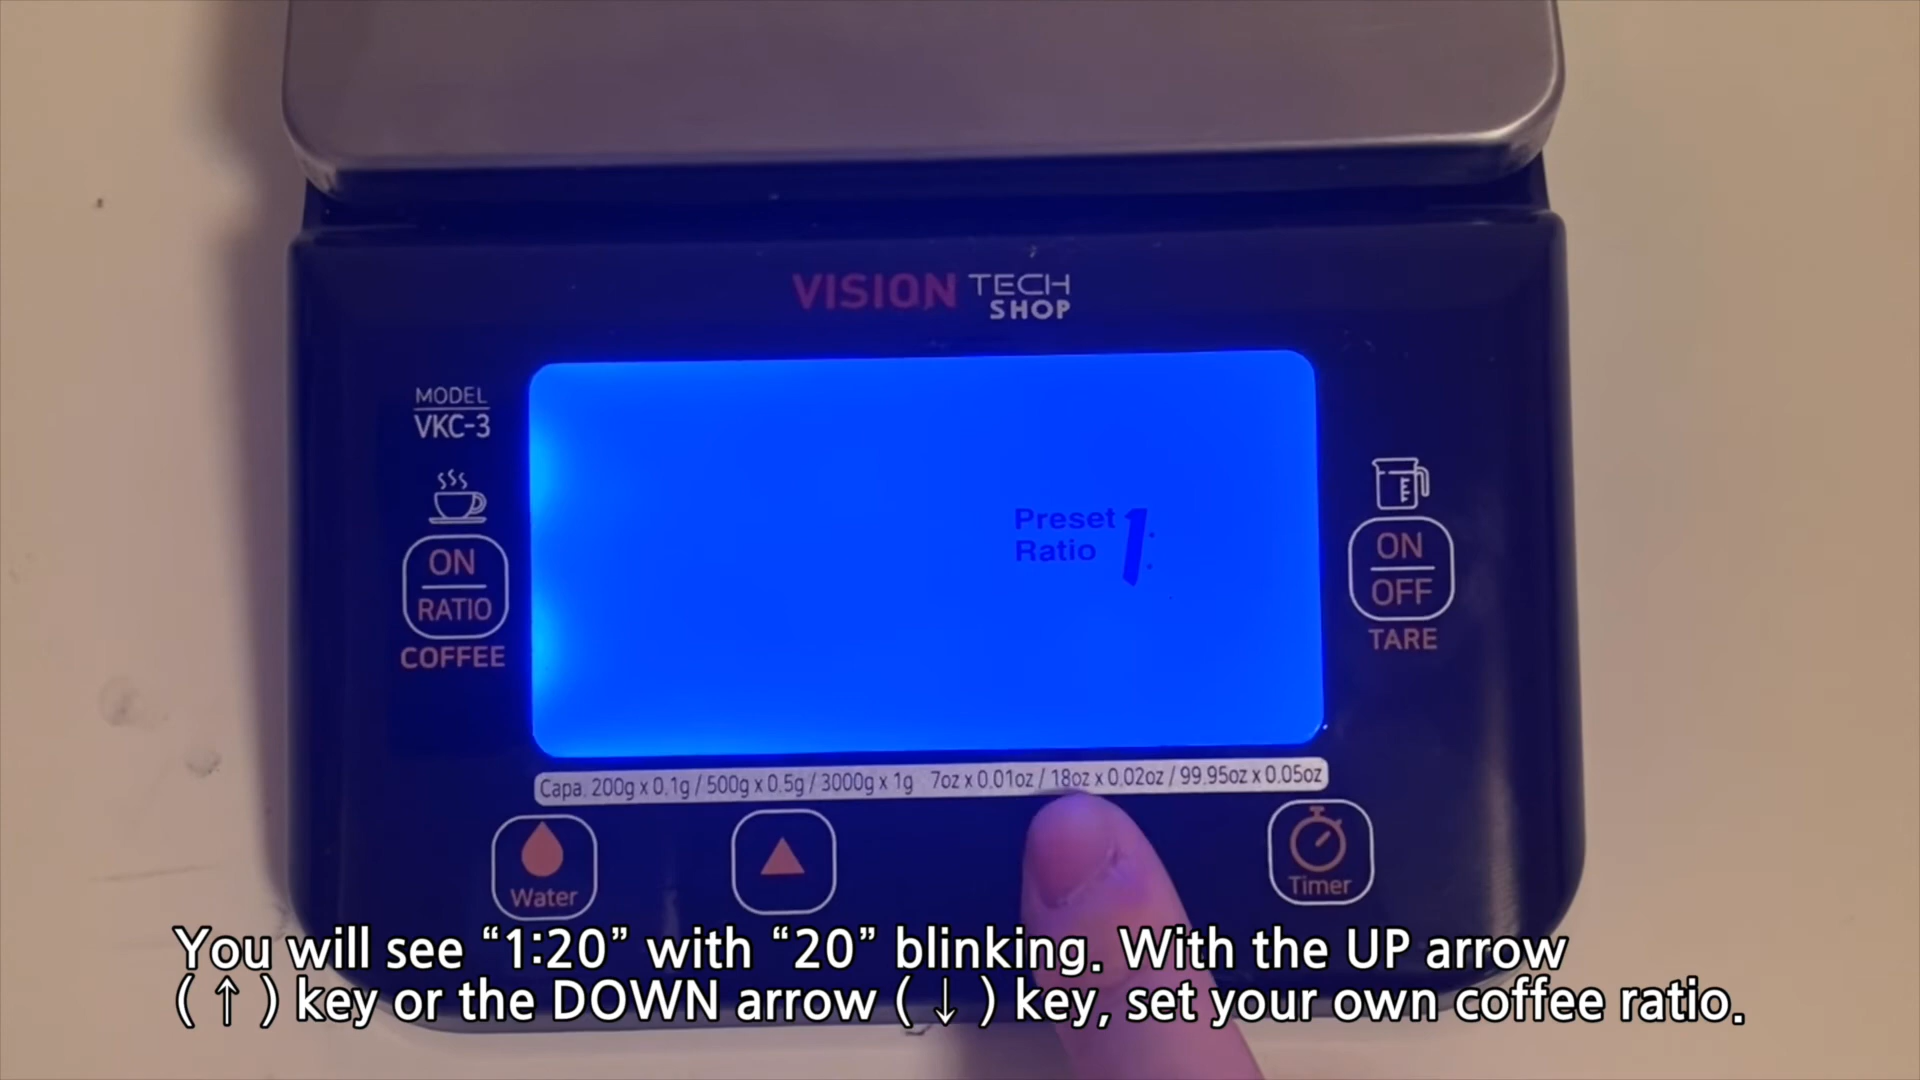 VISION TECH
SHOP
MODEL
VKC-3
ON
RATIO
COFFEE
Preset
Ratio 1:
ON
OFF
TARE
Capa. 200g x 0.1g / 500g x 0.5g / 3000g x 1g 7oz x 0.01oz / 18oz x 0.02oz / 99.95oz x 0.05oz
Water
Timer
You will see “1:20” with “20” blinking. With the UP arrow
(↑) key or the DOWN arrow (↓) key, set your own coffee ratio.